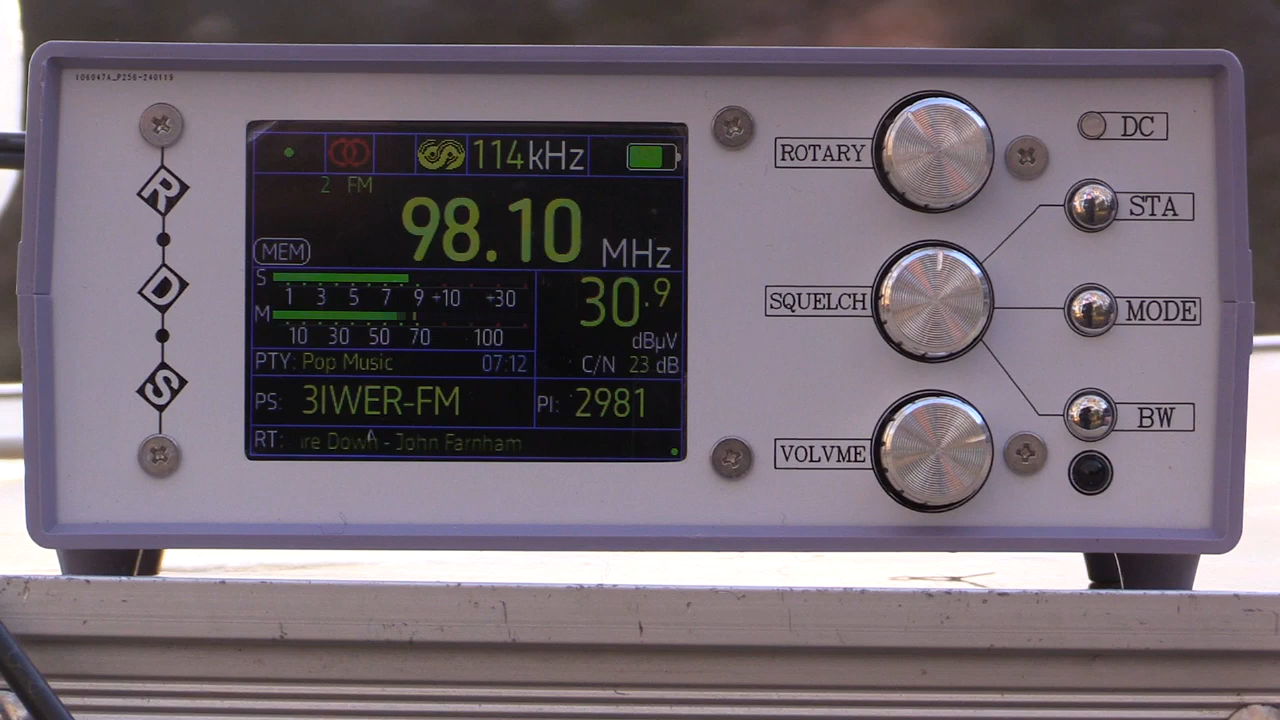 106047A_P256-240119
R
D
S
114kHz
2 FM
98.10 MHz
MEM
S
1 3 5 7 9 +10 +30
M
10 30 50 70 100
30.9
dBµV
C/N 23 dB
PTY: Pop Music 07:12
PS: 3IWER-FM
PI: 2981
RT: re Down - John Farnham
ROTARY
SQUELCH
VOLVME
DC
STA
MODE
BW